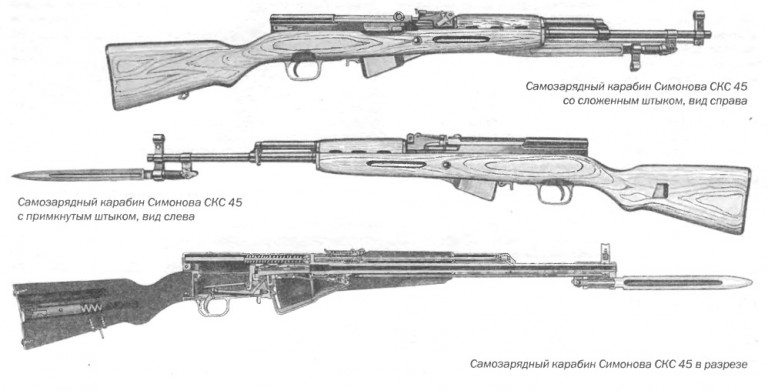 Самозарядный карабин Симонова СКС 45
со сложенным штыком, вид справа
Самозарядный карабин Симонова СКС 45
с примкнутым штыком, вид слева
Самозарядный карабин Симонова СКС 45 в разрезе